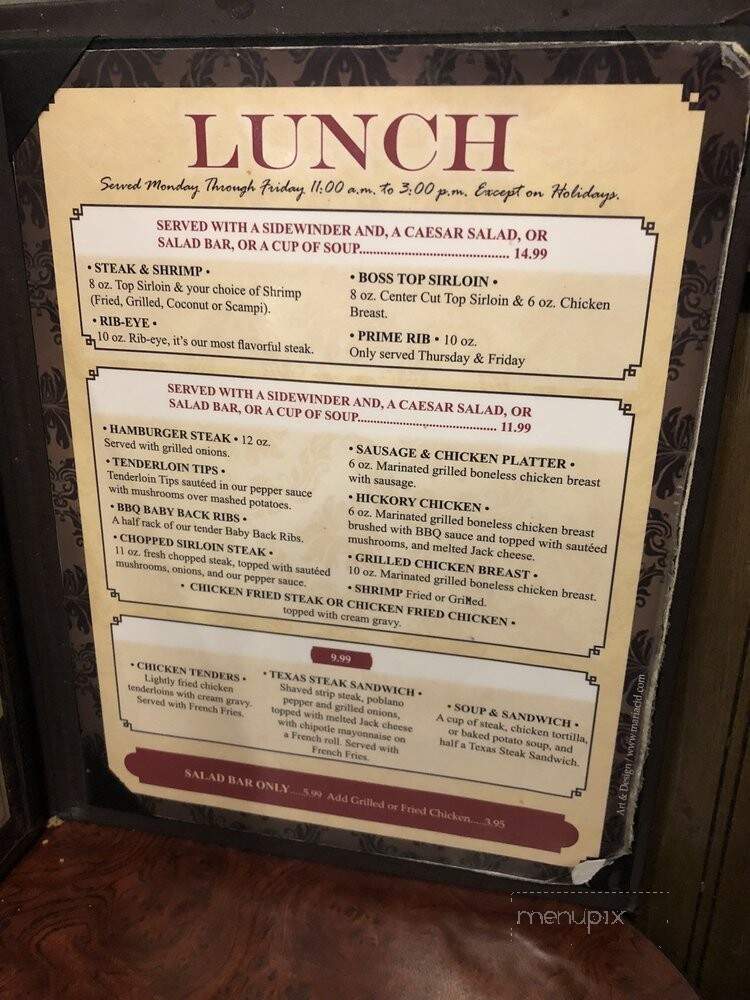 LUNCH
Served Monday Through Friday 11:00 a.m. to 3:00 p.m. Except on Holidays.
SERVED WITH A SIDEWINDER AND, A CAESAR SALAD, OR
SALAD BAR, OR A CUP OF SOUP........................................ 14.99
• STEAK & SHRIMP •
8 oz. Top Sirloin & your choice of Shrimp
(Fried, Grilled, Coconut or Scampi).
• RIB-EYE •
10 oz. Rib-eye, it's our most flavorful steak.
• BOSS TOP SIRLOIN •
8 oz. Center Cut Top Sirloin & 6 oz. Chicken
Breast.
• PRIME RIB • 10 oz.
Only served Thursday & Friday
SERVED WITH A SIDEWINDER AND, A CAESAR SALAD, OR
SALAD BAR, OR A CUP OF SOUP........................................ 11.99
• HAMBURGER STEAK • 12 oz.
Served with grilled onions.
• TENDERLOIN TIPS •
Tenderloin Tips sautéed in our pepper sauce
with mushrooms over mashed potatoes.
• BBQ BABY BACK RIBS •
A half rack of our tender Baby Back Ribs.
• CHOPPED SIRLOIN STEAK •
11 oz. fresh chopped steak, topped with sautéed
mushrooms, onions, and our pepper sauce.
• SAUSAGE & CHICKEN PLATTER •
6 oz. Marinated grilled boneless chicken breast
with sausage.
• HICKORY CHICKEN •
6 oz. Marinated grilled boneless chicken breast
brushed with BBQ sauce and topped with sautéed
mushrooms, and melted Jack cheese.
• GRILLED CHICKEN BREAST •
10 oz. Marinated grilled boneless chicken breast.
• SHRIMP Fried or Grilled.
• CHICKEN FRIED STEAK OR CHICKEN FRIED CHICKEN •
topped with cream gravy.
9.99
• CHICKEN TENDERS •
Lightly fried chicken
tenderloins with cream gravy.
Served with French Fries.
• TEXAS STEAK SANDWICH •
Shaved strip steak, poblano
pepper and grilled onions,
topped with melted Jack cheese
with chipotle mayonnaise on
a French roll. Served with
French Fries.
• SOUP & SANDWICH •
A cup of steak, chicken tortilla,
or baked potato soup, and
half a Texas Steak Sandwich.
SALAD BAR ONLY.....5.99 Add Grilled or Fried Chicken.....3.95
Art & Design / www.mariacid.com
menupix